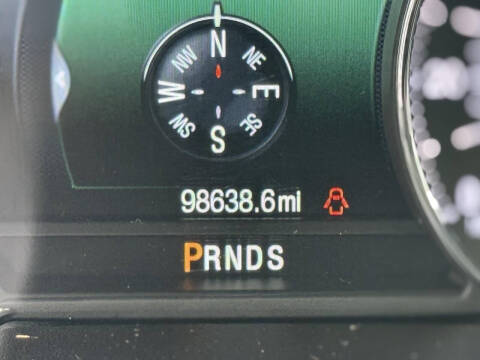 N
NW NE
W E
SW SE
S
98638.6mi
PRNDS